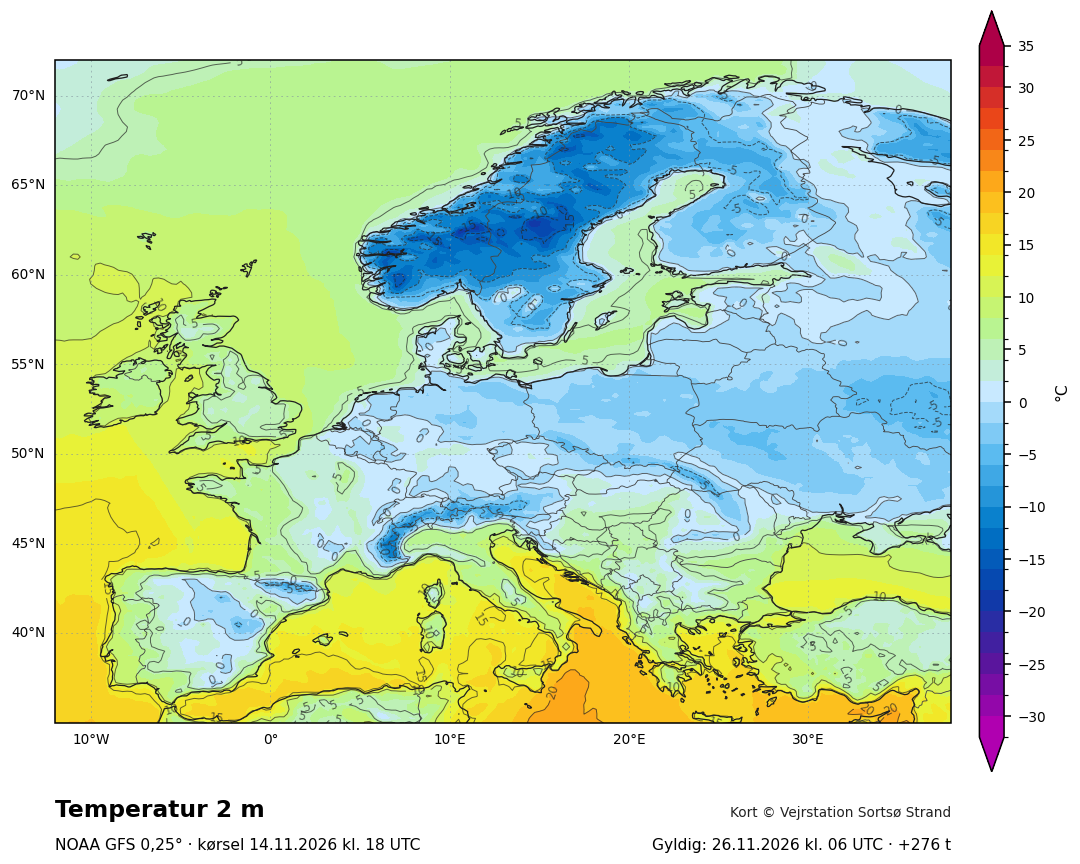 70°N
65°N
60°N
55°N
50°N
45°N
40°N
10°W
0°
10°E
20°E
30°E
35
30
25
20
15
10
5
0
−5
−10
−15
−20
−25
−30
°C
Temperatur 2 m
Kort © Vejrstation Sortsø Strand
NOAA GFS 0,25° · kørsel 14.11.2026 kl. 18 UTC
Gyldig: 26.11.2026 kl. 06 UTC · +276 t